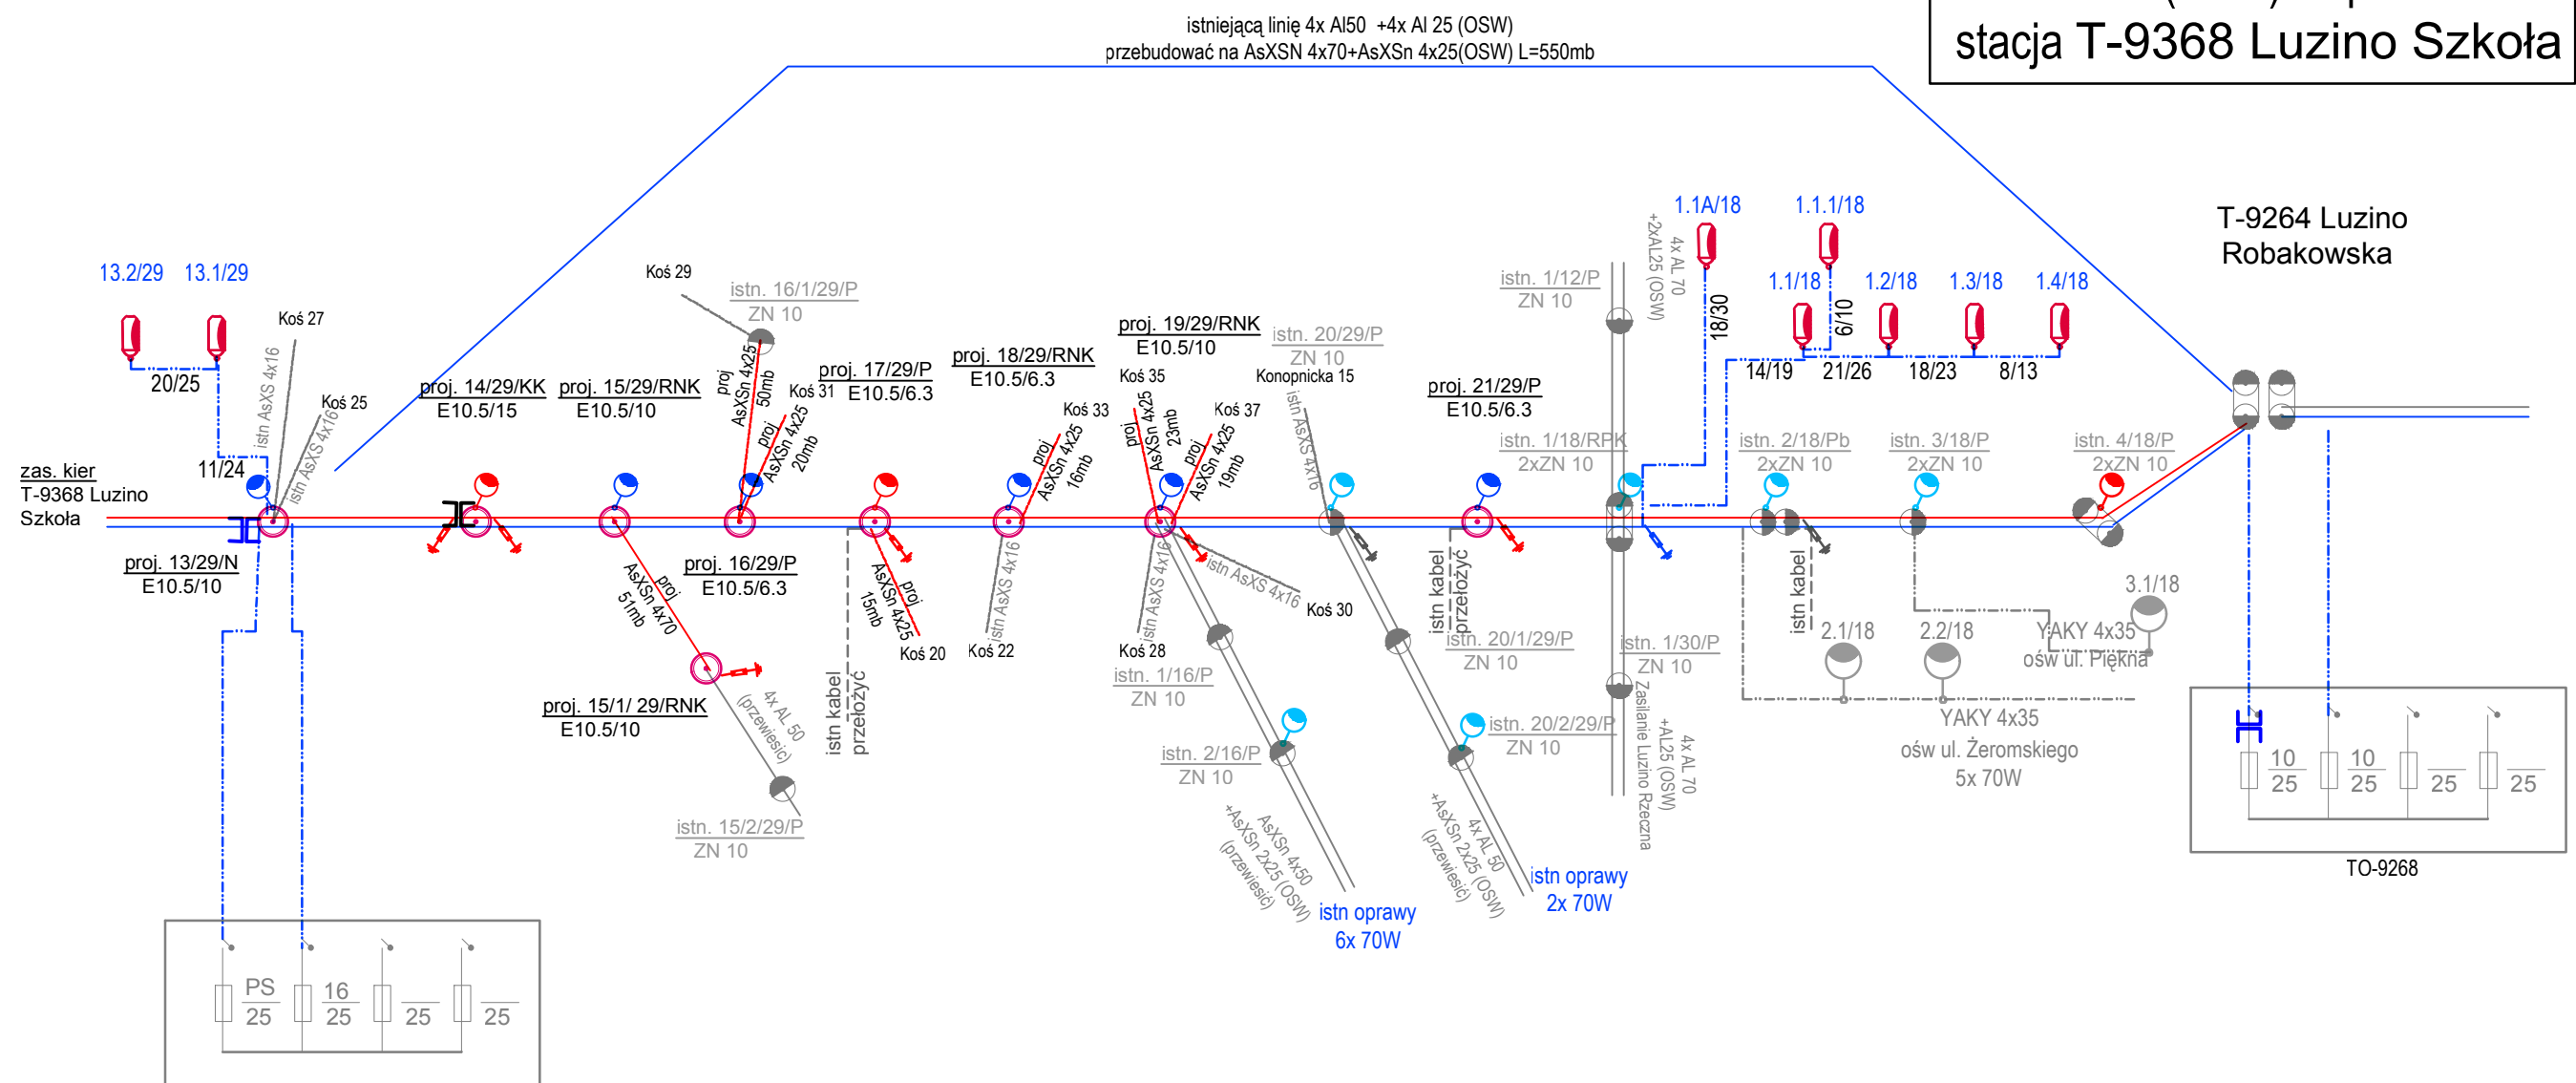 istniejącą linię 4x Al50 +4x Al 25 (OSW)
przebudować na AsXSN 4x70+AsXSn 4x25(OSW) L=550mb
stacja T-9368 Luzino Szkoła
T-9264 Luzino
Robakowska
13.2/29
13.1/29
20/25
11/24
Koś 27
istn AsXS 4x16
Koś 25
istn AsXS 4x16
zas. kier
T-9368 Luzino
Szkoła
proj. 13/29/N
E10.5/10
proj. 14/29/KK
E10.5/15
proj. 15/29/RNK
E10.5/10
Koś 29
istn. 16/1/29/P
ZN 10
proj
AsXSn 4x25
50mb
Koś 31
proj
AsXSn 4x25
20mb
proj. 16/29/P
E10.5/6.3
proj. 17/29/P
E10.5/6.3
proj. 18/29/RNK
E10.5/6.3
Koś 33
proj
AsXSn 4x25
16mb
proj. 19/29/RNK
E10.5/10
Koś 35
proj
AsXSn 4x25
23mb
Koś 37
proj
AsXSn 4x25
19mb
istn. 20/29/P
ZN 10
Konopnicka 15
istn AsXS 4x16
proj. 21/29/P
E10.5/6.3
istn. 1/12/P
ZN 10
4x AL 70
+2xAL25 (OSW)
istn. 1/18/RPK
2xZN 10
1.1A/18
18/30
1.1.1/18
6/10
1.1/18
1.2/18
1.3/18
1.4/18
14/19
21/26
18/23
8/13
istn. 2/18/Pb
2xZN 10
istn. 3/18/P
2xZN 10
istn. 4/18/P
2xZN 10
proj
AsXSn 4x70
51mb
proj. 15/1/ 29/RNK
E10.5/10
4x AL 50
(przewiesic)
istn. 15/2/29/P
ZN 10
istn kabel
przełożyć
proj
AsXSn 4x25
15mb
Koś 20
istn AsXS 4x16
Koś 22
istn AsXS 4x16
Koś 28
istn AsXS 4x16
Koś 30
istn. 1/16/P
ZN 10
istn. 2/16/P
ZN 10
AsXSn 4x50
+AsXSn 2x25 (OSW)
(przewiesić)
istn oprawy
6x 70W
istn kabel
przełożyć
istn. 20/1/29/P
ZN 10
istn. 20/2/29/P
ZN 10
4x AL 50
+AsXSn 2x25 (OSW)
(przewiesić)
istn oprawy
2x 70W
istn. 1/30/P
ZN 10
4x AL 70
+AL25 (OSW)
Zasilanie Luzino Rzeczna
istn kabel
2.1/18
2.2/18
3.1/18
YAKY 4x35
ośw ul. Piękna
YAKY 4x35
ośw ul. Żeromskiego
5x 70W
10
25
10
25
25
25
TO-9268
PS
25
16
25
25
25